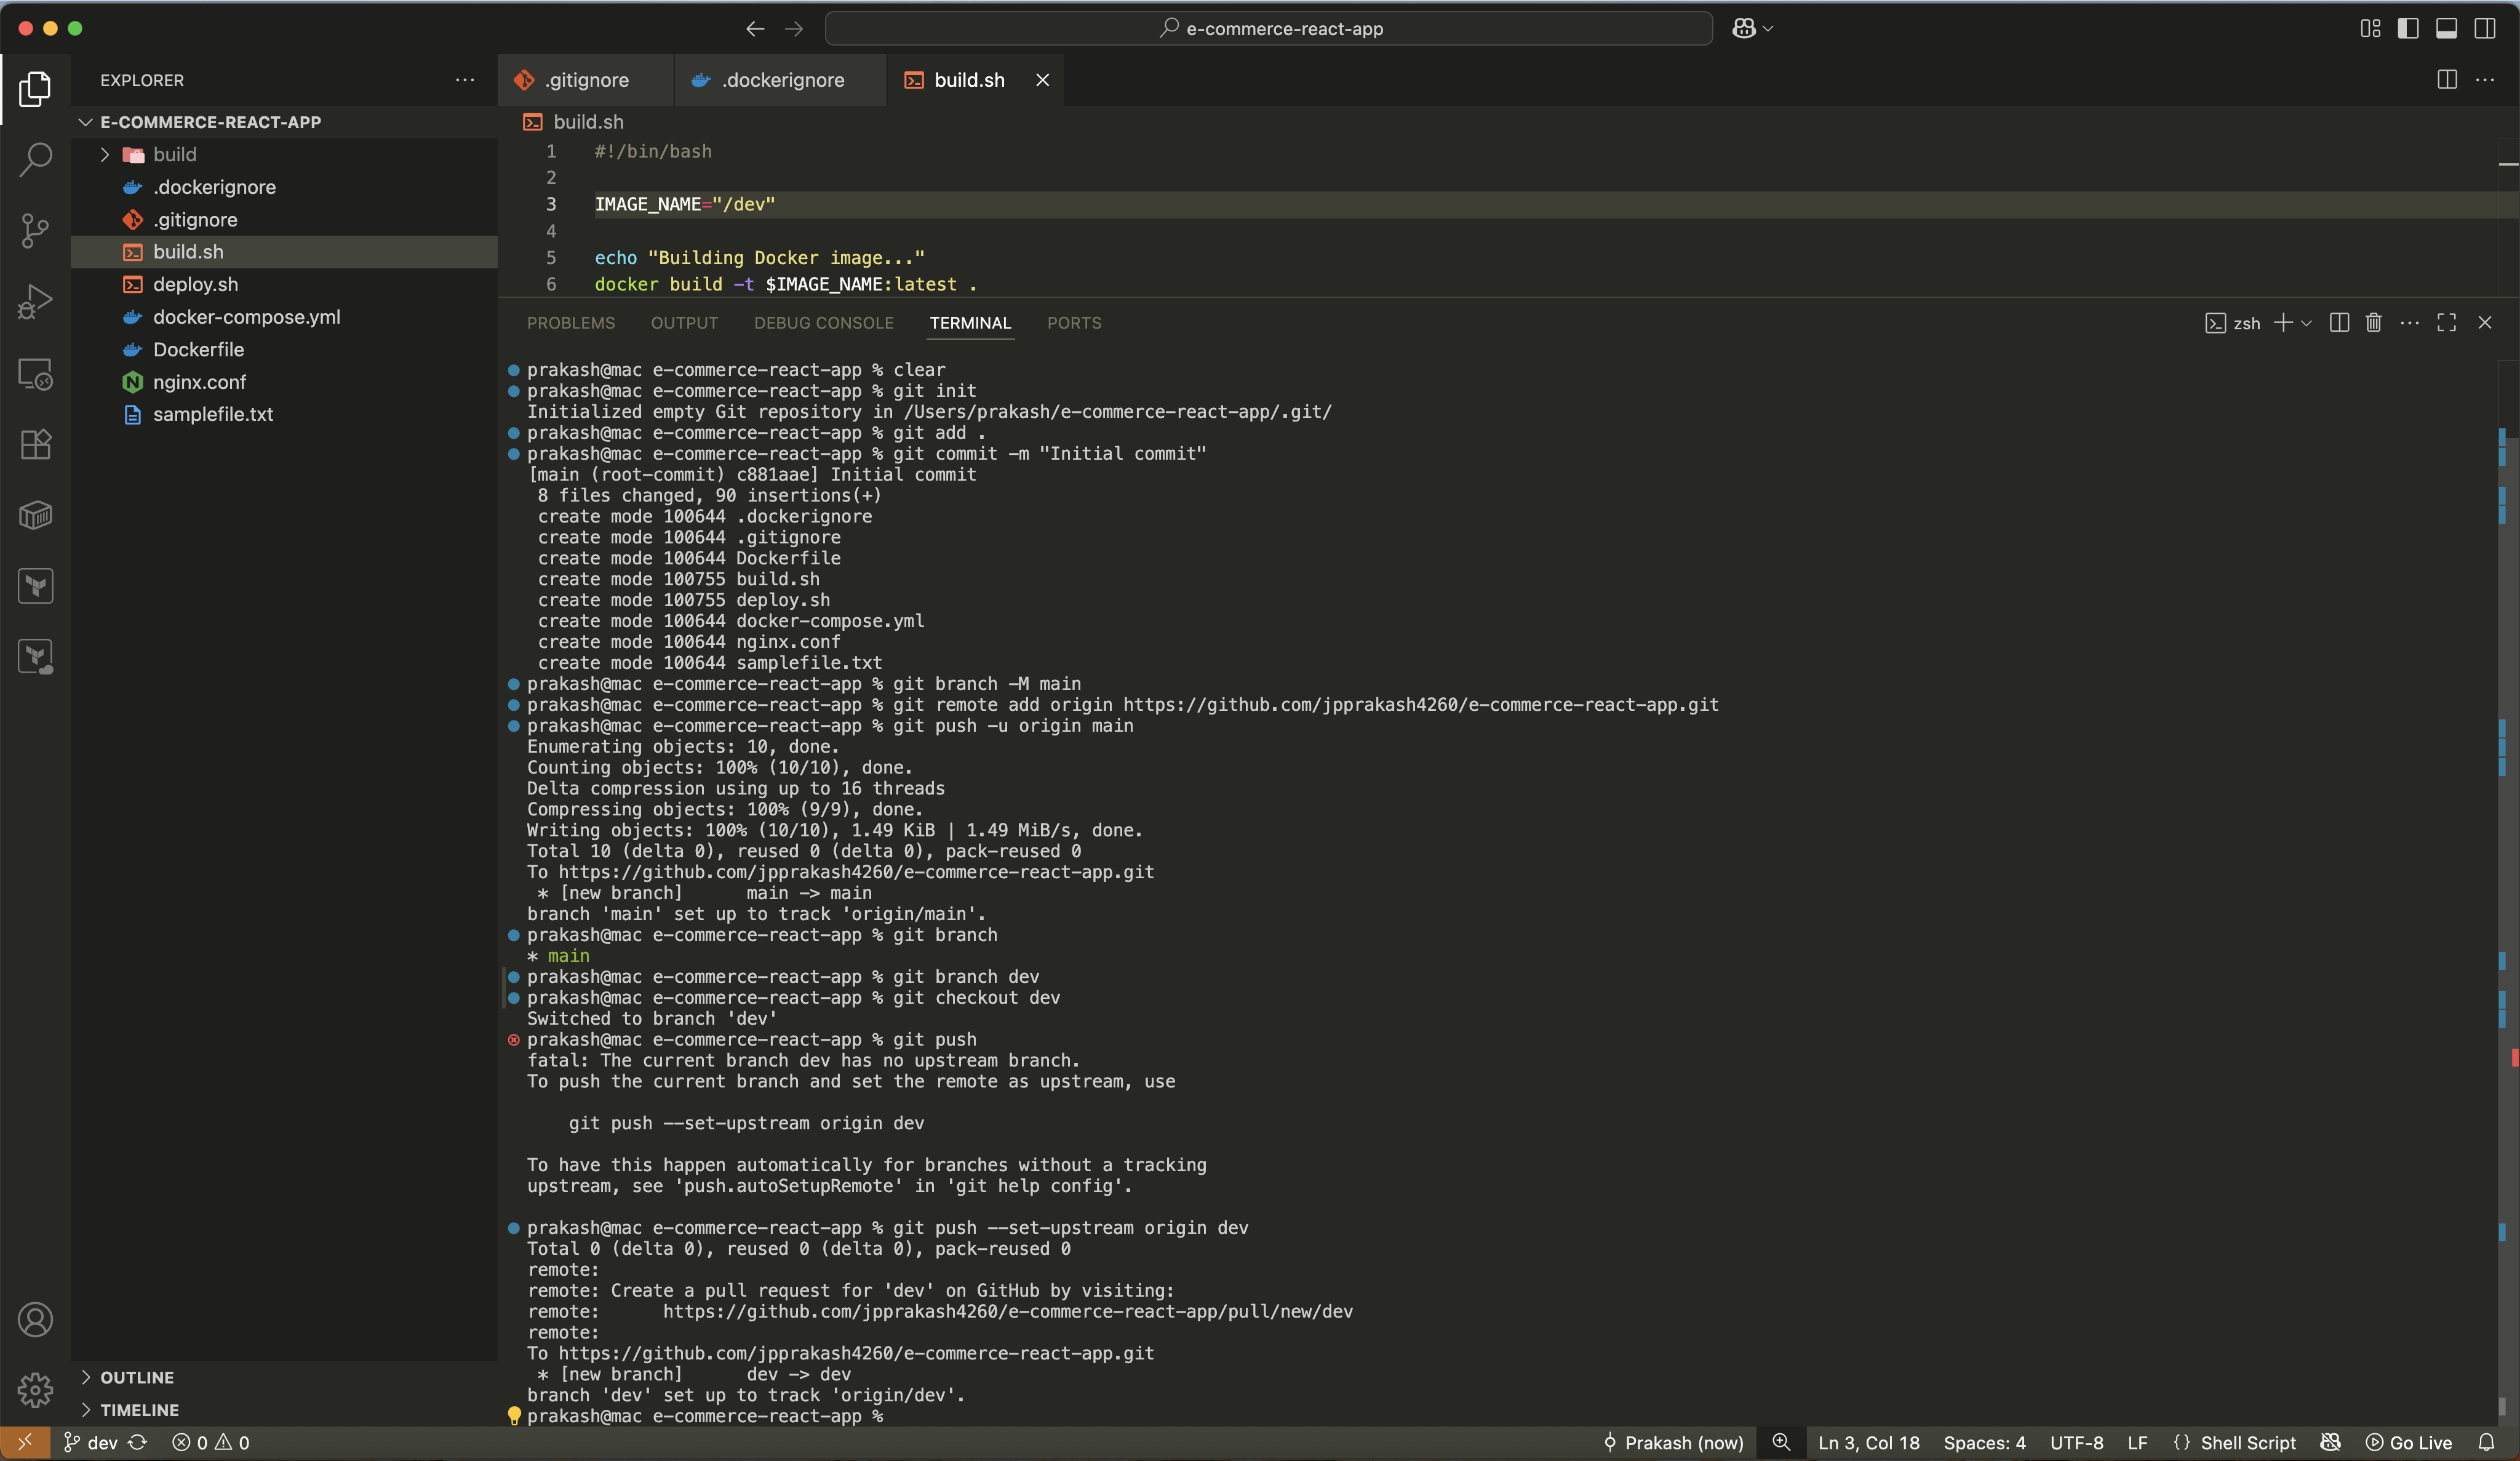 e-commerce-react-app
EXPLORER
E-COMMERCE-REACT-APP
build
.dockerignore
.gitignore
build.sh
deploy.sh
docker-compose.yml
Dockerfile
nginx.conf
samplefile.txt
OUTLINE
TIMELINE
.gitignore
.dockerignore
build.sh
build.sh
1 #!/bin/bash
2
3 IMAGE_NAME="/dev"
4
5 echo "Building Docker image..."
6 docker build -t $IMAGE_NAME:latest .
PROBLEMS OUTPUT DEBUG CONSOLE TERMINAL PORTS
zsh
prakash@mac e-commerce-react-app % clear
prakash@mac e-commerce-react-app % git init
Initialized empty Git repository in /Users/prakash/e-commerce-react-app/.git/
prakash@mac e-commerce-react-app % git add .
prakash@mac e-commerce-react-app % git commit -m "Initial commit"
[main (root-commit) c881aae] Initial commit
8 files changed, 90 insertions(+)
create mode 100644 .dockerignore
create mode 100644 .gitignore
create mode 100644 Dockerfile
create mode 100755 build.sh
create mode 100755 deploy.sh
create mode 100644 docker-compose.yml
create mode 100644 nginx.conf
create mode 100644 samplefile.txt
prakash@mac e-commerce-react-app % git branch -M main
prakash@mac e-commerce-react-app % git remote add origin https://github.com/jpprakash4260/e-commerce-react-app.git
prakash@mac e-commerce-react-app % git push -u origin main
Enumerating objects: 10, done.
Counting objects: 100% (10/10), done.
Delta compression using up to 16 threads
Compressing objects: 100% (9/9), done.
Writing objects: 100% (10/10), 1.49 KiB | 1.49 MiB/s, done.
Total 10 (delta 0), reused 0 (delta 0), pack-reused 0
To https://github.com/jpprakash4260/e-commerce-react-app.git
* [new branch] main -> main
branch 'main' set up to track 'origin/main'.
prakash@mac e-commerce-react-app % git branch
* main
prakash@mac e-commerce-react-app % git branch dev
prakash@mac e-commerce-react-app % git checkout dev
Switched to branch 'dev'
prakash@mac e-commerce-react-app % git push
fatal: The current branch dev has no upstream branch.
To push the current branch and set the remote as upstream, use
git push --set-upstream origin dev
To have this happen automatically for branches without a tracking
upstream, see 'push.autoSetupRemote' in 'git help config'.
prakash@mac e-commerce-react-app % git push --set-upstream origin dev
Total 0 (delta 0), reused 0 (delta 0), pack-reused 0
remote:
remote: Create a pull request for 'dev' on GitHub by visiting:
remote: https://github.com/jpprakash4260/e-commerce-react-app/pull/new/dev
remote:
To https://github.com/jpprakash4260/e-commerce-react-app.git
* [new branch] dev -> dev
branch 'dev' set up to track 'origin/dev'.
prakash@mac e-commerce-react-app %
dev 0 0 Prakash (now) Ln 3, Col 18 Spaces: 4 UTF-8 LF {} Shell Script Go Live